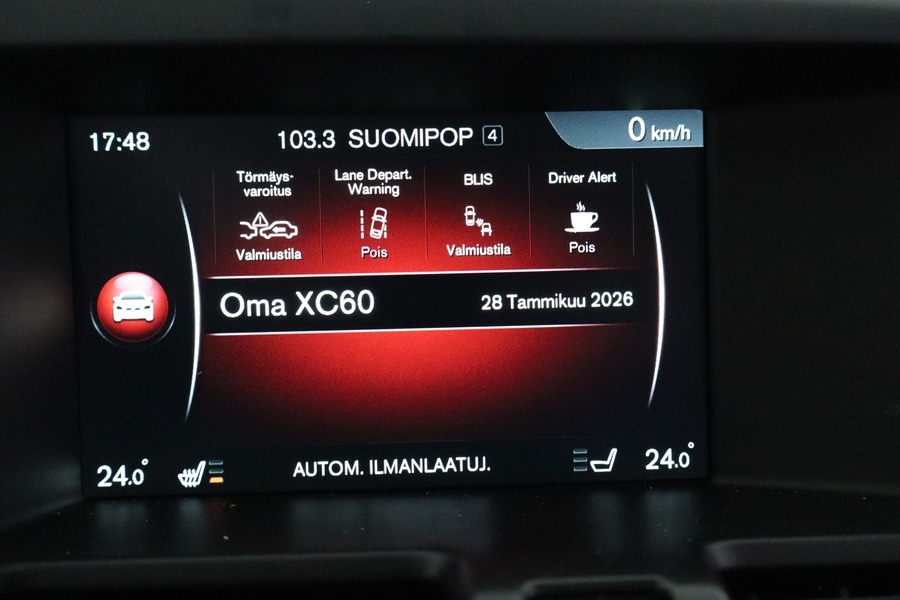 17:48
103.3 SUOMIPOP 4
0 km/h
Törmäys-
varoitus
Valmiustila
Lane Depart.
Warning
Pois
BLIS
Valmiustila
Driver Alert
Pois
Oma XC60
28 Tammikuu 2026
24.0°
AUTOM. ILMANLAATUJ.
24.0°